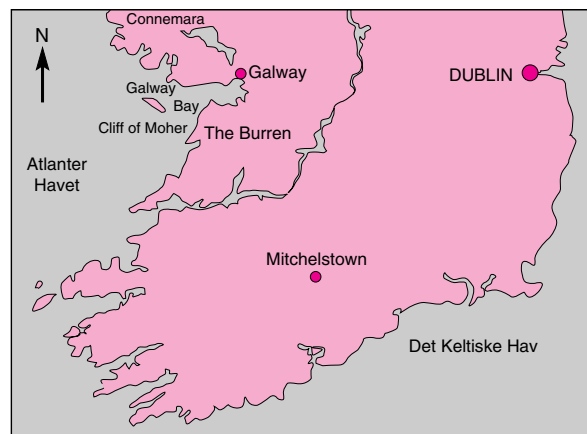 Connemara
N
Galway
DUBLIN
Galway
Bay
Cliff of Moher
The Burren
Atlanter
Havet
Mitchelstown
Det Keltiske Hav